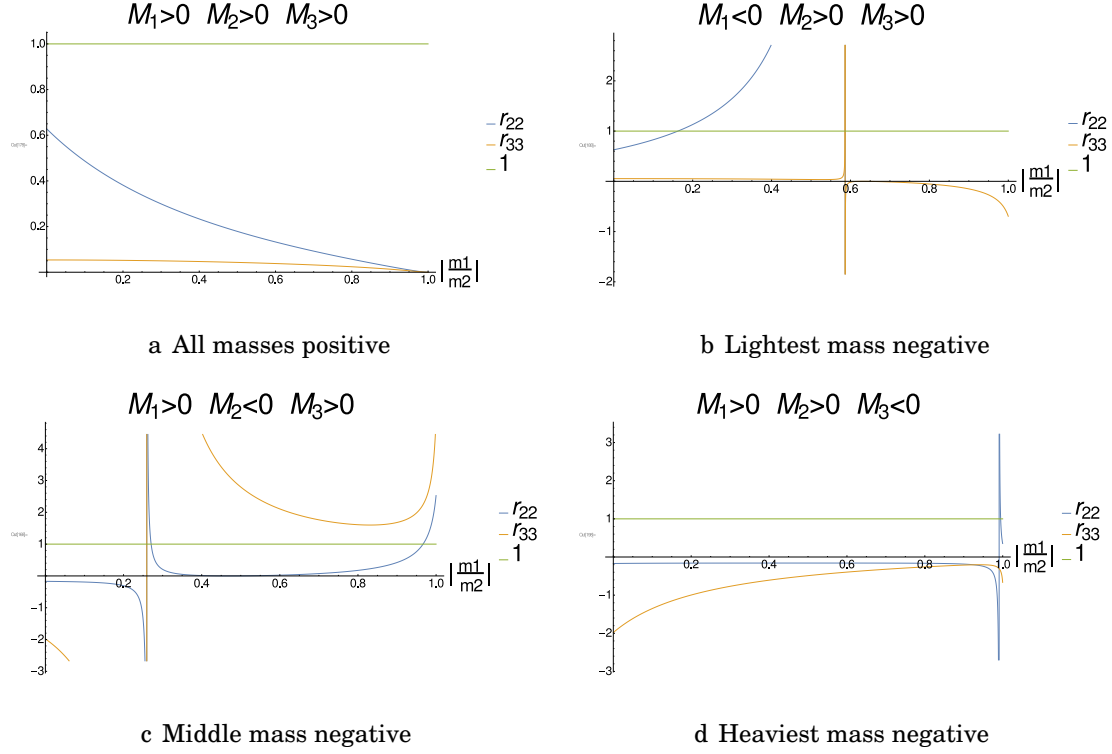 M₁>0 M₂>0 M₃>0
1.0
0.8
0.6
0.4
0.2
0.2 0.4 0.6 0.8 1.0
|m1/m2|
r₂₂
r₃₃
1
a All masses positive
M₁<0 M₂>0 M₃>0
2
1
-1
-2
0.2 0.4 0.6 0.8 1.0
|m1/m2|
r₂₂
r₃₃
1
b Lightest mass negative
M₁>0 M₂<0 M₃>0
4
3
2
1
-1
-2
-3
0.2 0.4 0.6 0.8 1.0
|m1/m2|
r₂₂
r₃₃
1
c Middle mass negative
M₁>0 M₂>0 M₃<0
3
2
1
-1
-2
-3
0.2 0.4 0.6 0.8 1.0
|m1/m2|
r₂₂
r₃₃
1
d Heaviest mass negative